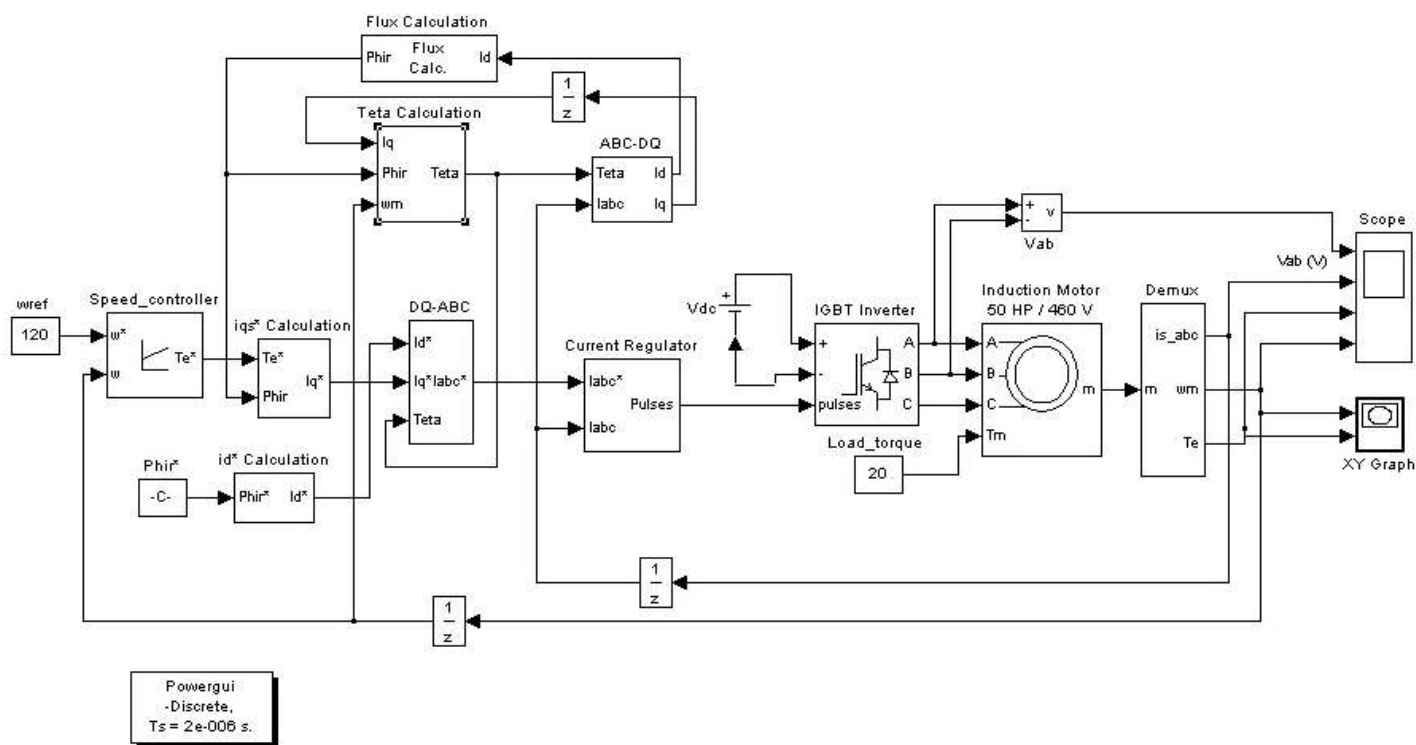 Flux Calculation
Phir
Flux
Calc.
Id
1
z
Teta Calculation
Iq
Phir
Teta
wm
ABC-DQ
Teta
Id
Iabc
Iq
+
-
v
Vab
Scope
Vab (V)
wref
120
Speed_controller
w*
w
Te*
iqs* Calculation
Te*
Iq*
Phir
DQ-ABC
Id*
Iq*
Iabc*
Teta
Current Regulator
Iabc*
Pulses
Iabc
Vdc
+
IGBT Inverter
+
-
pulses
A
B
C
Induction Motor
50 HP / 460 V
A
B
C
m
Tm
Load_torque
20
Demux
is_abc
m
wm
Te
XY Graph
Phir*
-C-
id* Calculation
Phir*
Id*
1
z
1
z
Powergui
-Discrete,
Ts = 2e-006 s.